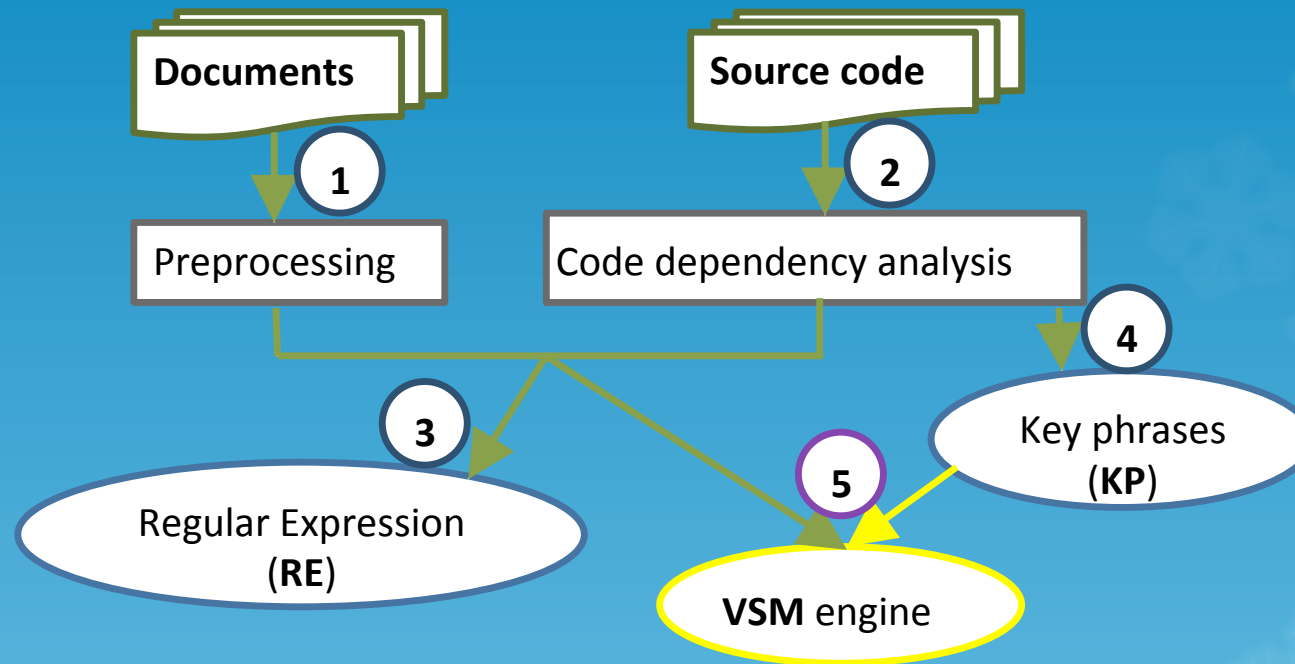 Documents
Source code
1
2
Preprocessing
Code dependency analysis
4
3
Key phrases
(KP)
5
Regular Expression
(RE)
VSM engine